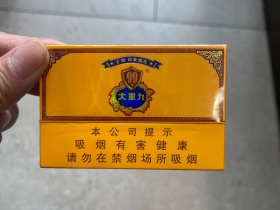 大重九
本公司提示
吸烟有害健康
请勿在禁烟场所吸烟